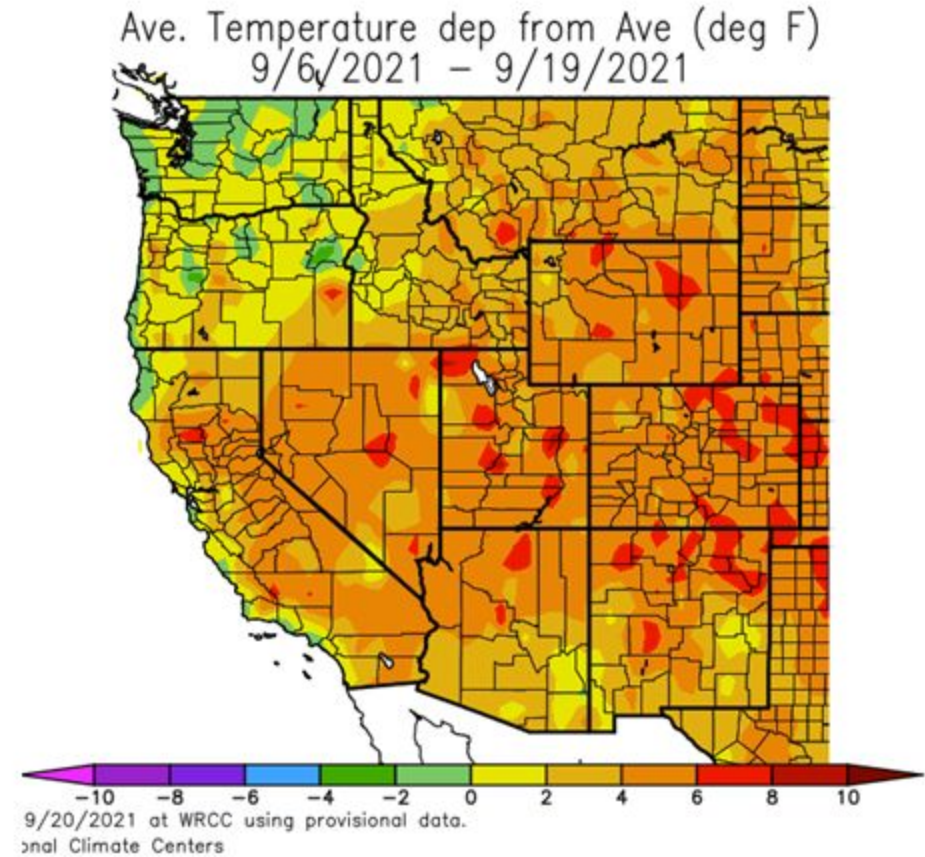 Ave. Temperature dep from Ave (deg F)
9/6/2021 – 9/19/2021
−10 −8 −6 −4 −2 0 2 4 6 8 10
9/20/2021 at WRCC using provisional data.
onal Climate Centers